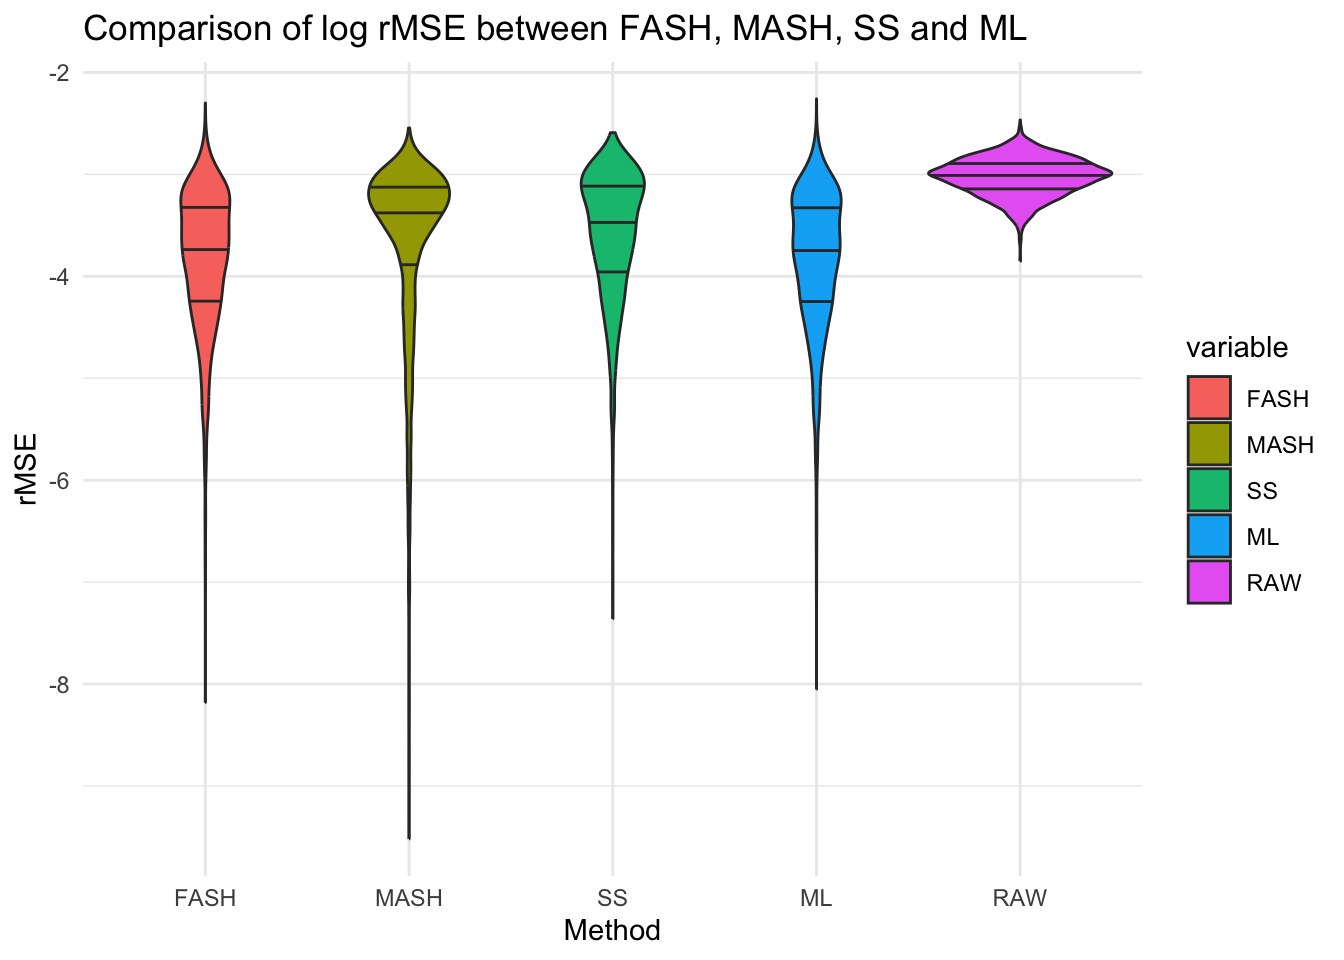 Comparison of log rMSE between FASH, MASH, SS and ML
-2
-4
-6
-8
rMSE
FASH
MASH
SS
ML
RAW
Method
variable
FASH
MASH
SS
ML
RAW